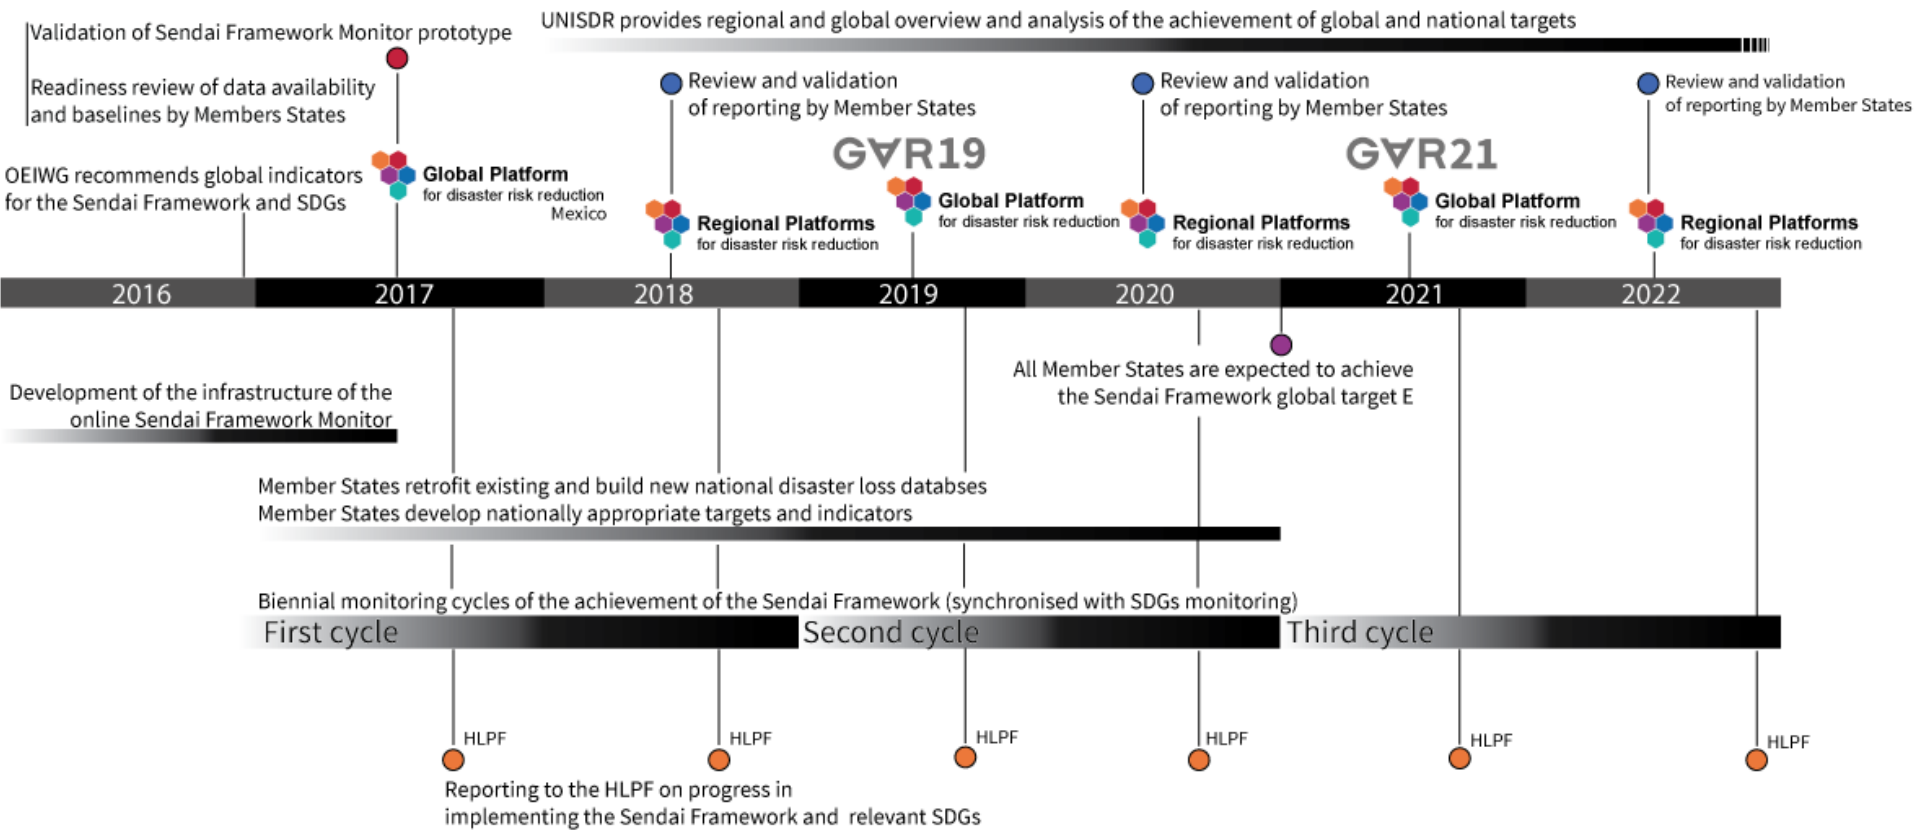 Validation of Sendai Framework Monitor prototype
Readiness review of data availability
and baselines by Members States
OEIWG recommends global indicators
for the Sendai Framework and SDGs
UNISDR provides regional and global overview and analysis of the achievement of global and national targets
Global Platform
for disaster risk reduction
Mexico
Review and validation
of reporting by Member States
Regional Platforms
for disaster risk reduction
G∀R19
Global Platform
for disaster risk reduction
Review and validation
of reporting by Member States
Regional Platforms
for disaster risk reduction
G∀R21
Global Platform
for disaster risk reduction
Review and validation
of reporting by Member States
Regional Platforms
for disaster risk reduction
2016
2017
2018
2019
2020
2021
2022
All Member States are expected to achieve
the Sendai Framework global target E
Development of the infrastructure of the
online Sendai Framework Monitor
Member States retrofit existing and build new national disaster loss databses
Member States develop nationally appropriate targets and indicators
Biennial monitoring cycles of the achievement of the Sendai Framework (synchronised with SDGs monitoring)
First cycle
Second cycle
Third cycle
HLPF
HLPF
HLPF
HLPF
HLPF
HLPF
Reporting to the HLPF on progress in
implementing the Sendai Framework and relevant SDGs